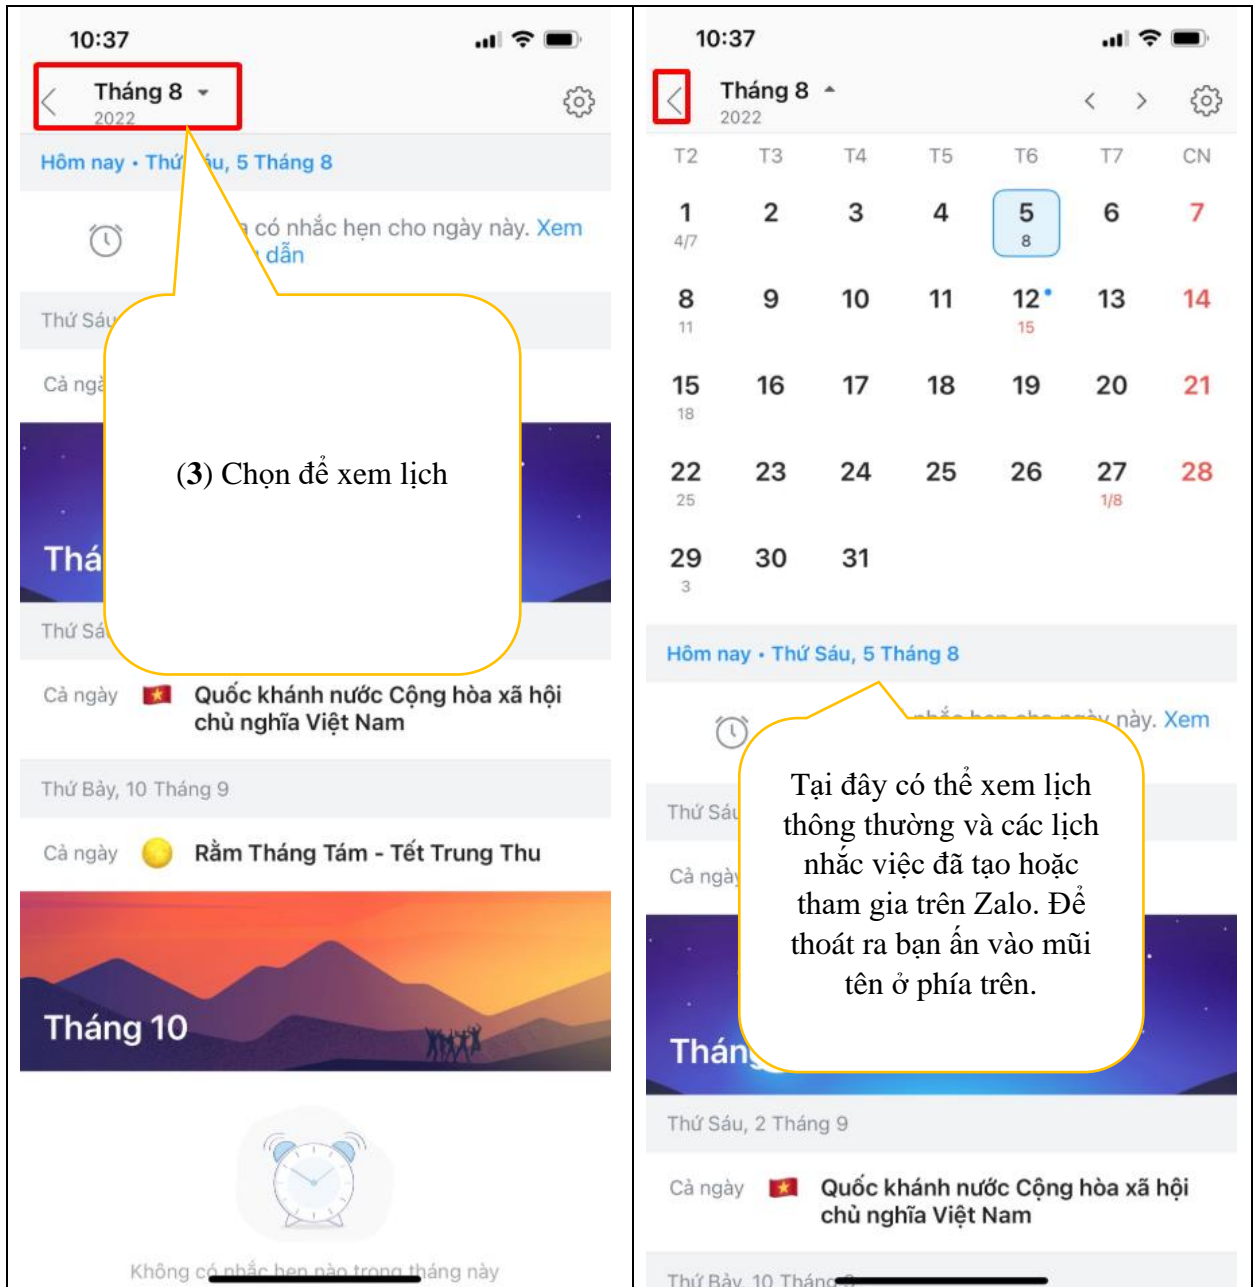 10:37
Tháng 8
2022
Hôm nay • Thứ Sáu, 5 Tháng 8
có nhắc hẹn cho ngày này. Xem
dẫn
Thứ Sáu
Cả ngày
(3) Chọn để xem lịch
Thá
Thứ Sá
Cả ngày Quốc khánh nước Cộng hòa xã hội
chủ nghĩa Việt Nam
Thứ Bảy, 10 Tháng 9
Cả ngày Rằm Tháng Tám - Tết Trung Thu
Tháng 10
Không có nhắc hẹn nào trong tháng này
10:37
Tháng 8
2022
T2 T3 T4 T5 T6 T7 CN
1 2 3 4 5 6 7
4/7 8
8 9 10 11 12 13 14
11 15
15 16 17 18 19 20 21
18
22 23 24 25 26 27 28
25 1/8
29 30 31
3
Hôm nay • Thứ Sáu, 5 Tháng 8
nhắc hẹn cho ngày này. Xem
Tại đây có thể xem lịch
thông thường và các lịch
nhắc việc đã tạo hoặc
tham gia trên Zalo. Để
thoát ra bạn ấn vào mũi
tên ở phía trên.
Thứ Sáu
Cả ngày
Thán
Thứ Sáu, 2 Tháng 9
Cả ngày Quốc khánh nước Cộng hòa xã hội
chủ nghĩa Việt Nam
Thứ Bảy, 10 Tháng 9